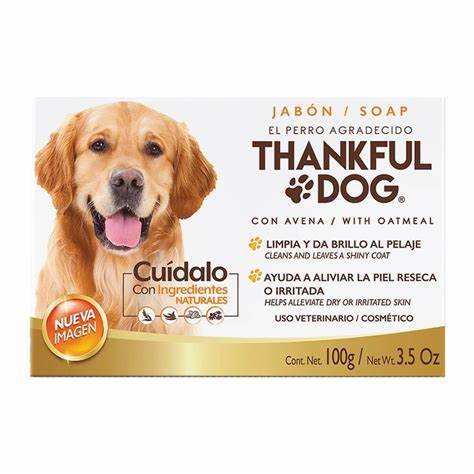 JABÓN / SOAP
EL PERRO AGRADECIDO
THANKFUL
DOG®
CON AVENA / WITH OATMEAL
LIMPIA Y DA BRILLO AL PELAJE
CLEANS AND LEAVES A SHINY COAT
AYUDA A ALIVIAR LA PIEL RESECA
O IRRITADA
HELPS ALLEVIATE DRY OR IRRITATED SKIN
USO VETERINARIO / COSMÉTICO
Cont. Net. 100g / Net Wt. 3.5 Oz
Cuídalo
Con Ingredientes
NATURALES
NUEVA
IMAGEN